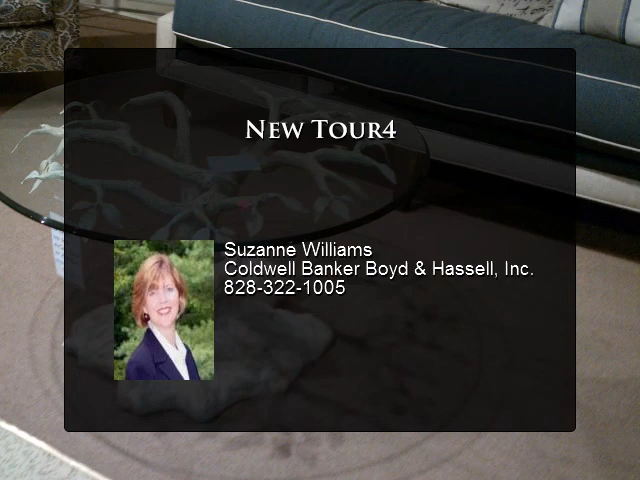 New Tour4
Suzanne Williams
Coldwell Banker Boyd & Hassell, Inc.
828-322-1005